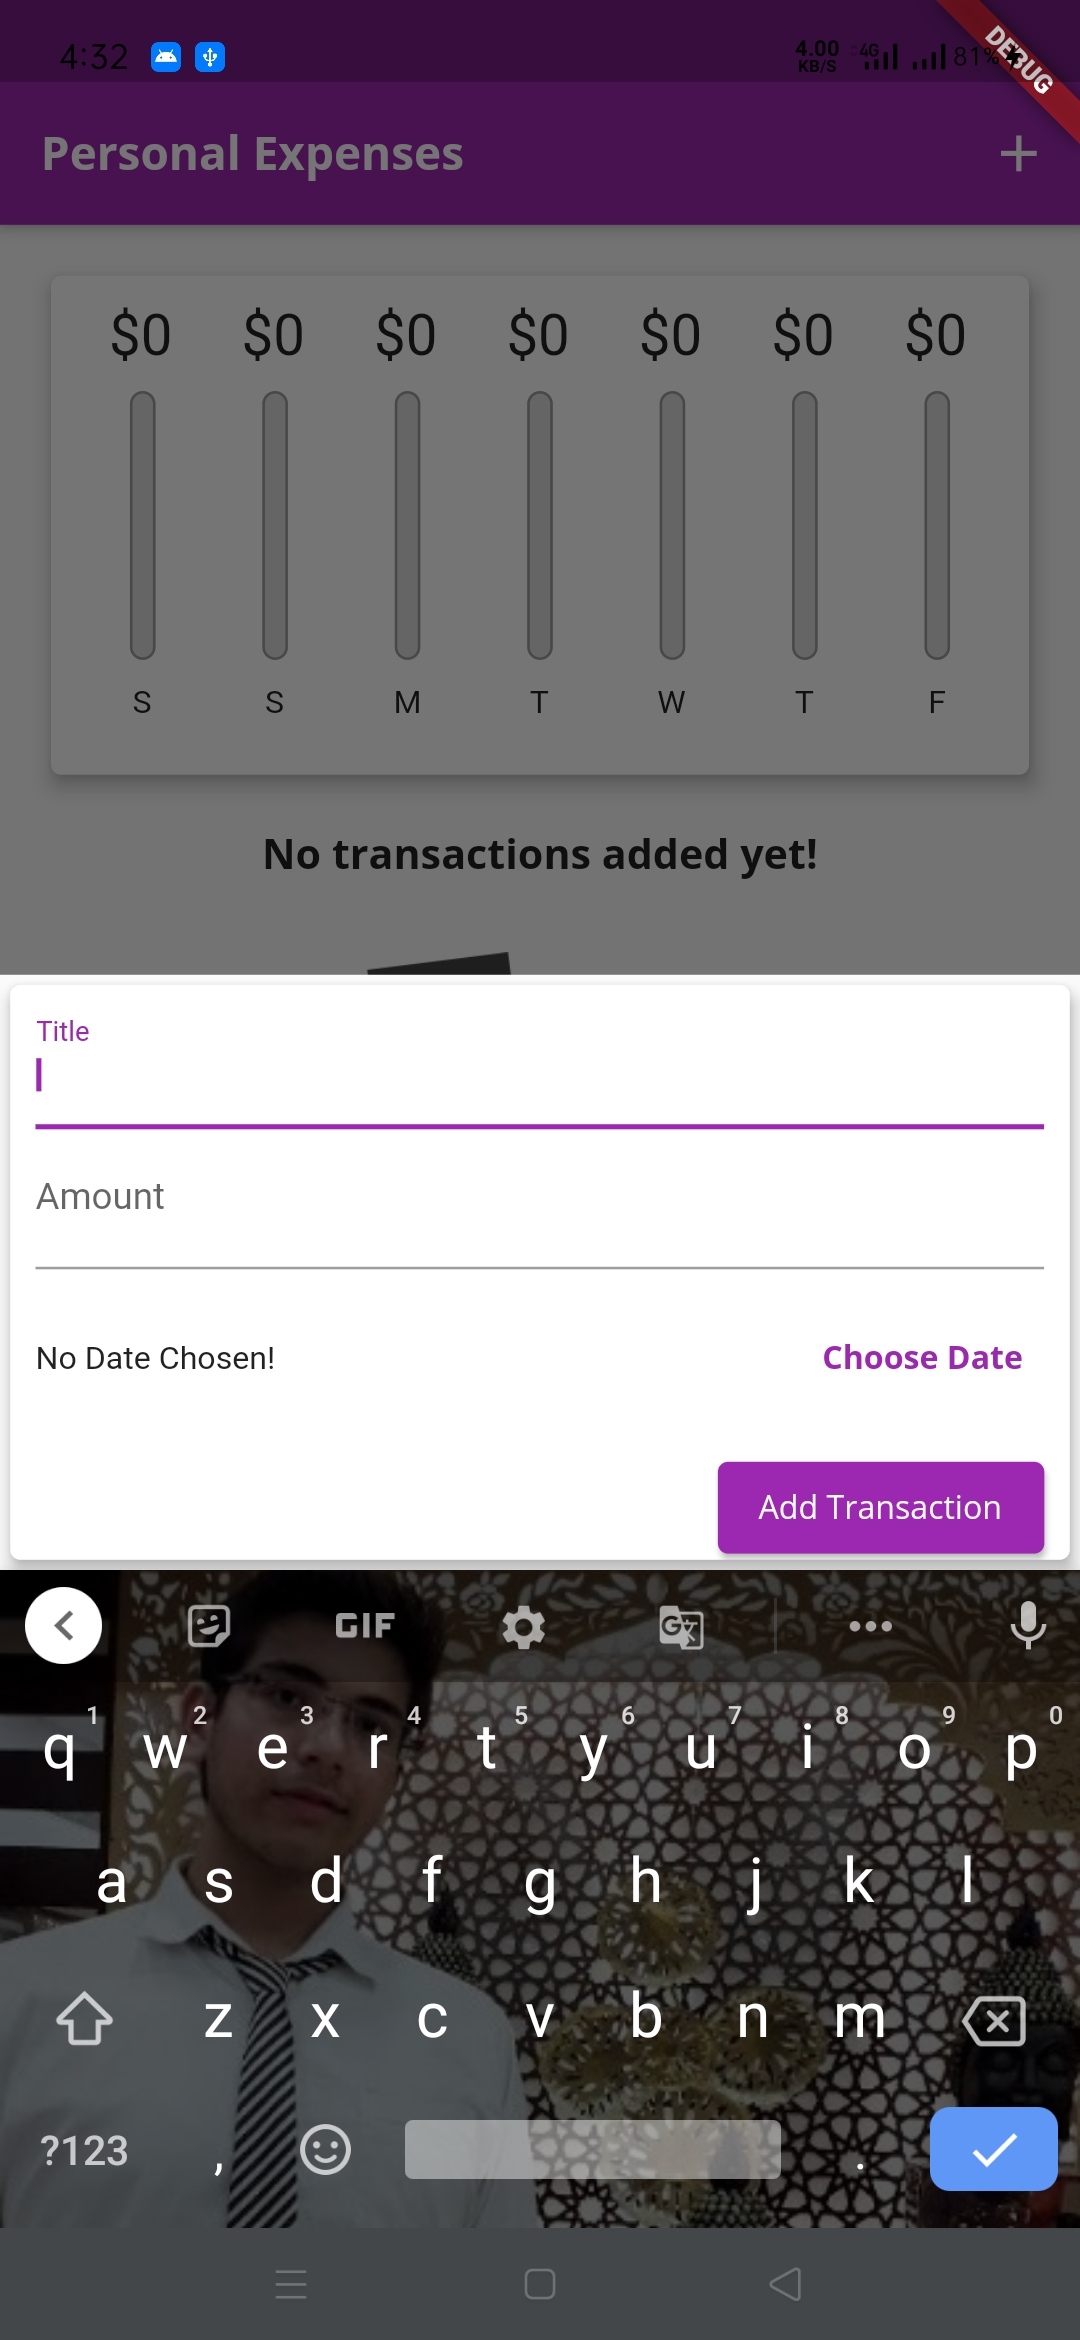 4:32 4.00 KB/S 4G 81%
DEBUG
Personal Expenses +
$0 $0 $0 $0 $0 $0 $0
S S M T W T F
No transactions added yet!
Title
Amount
No Date Chosen! Choose Date
Add Transaction
GIF G
1 2 3 4 5 6 7 8 9 0
q w e r t y u i o p
a s d f g h j k l
z x c v b n m
?123 , .